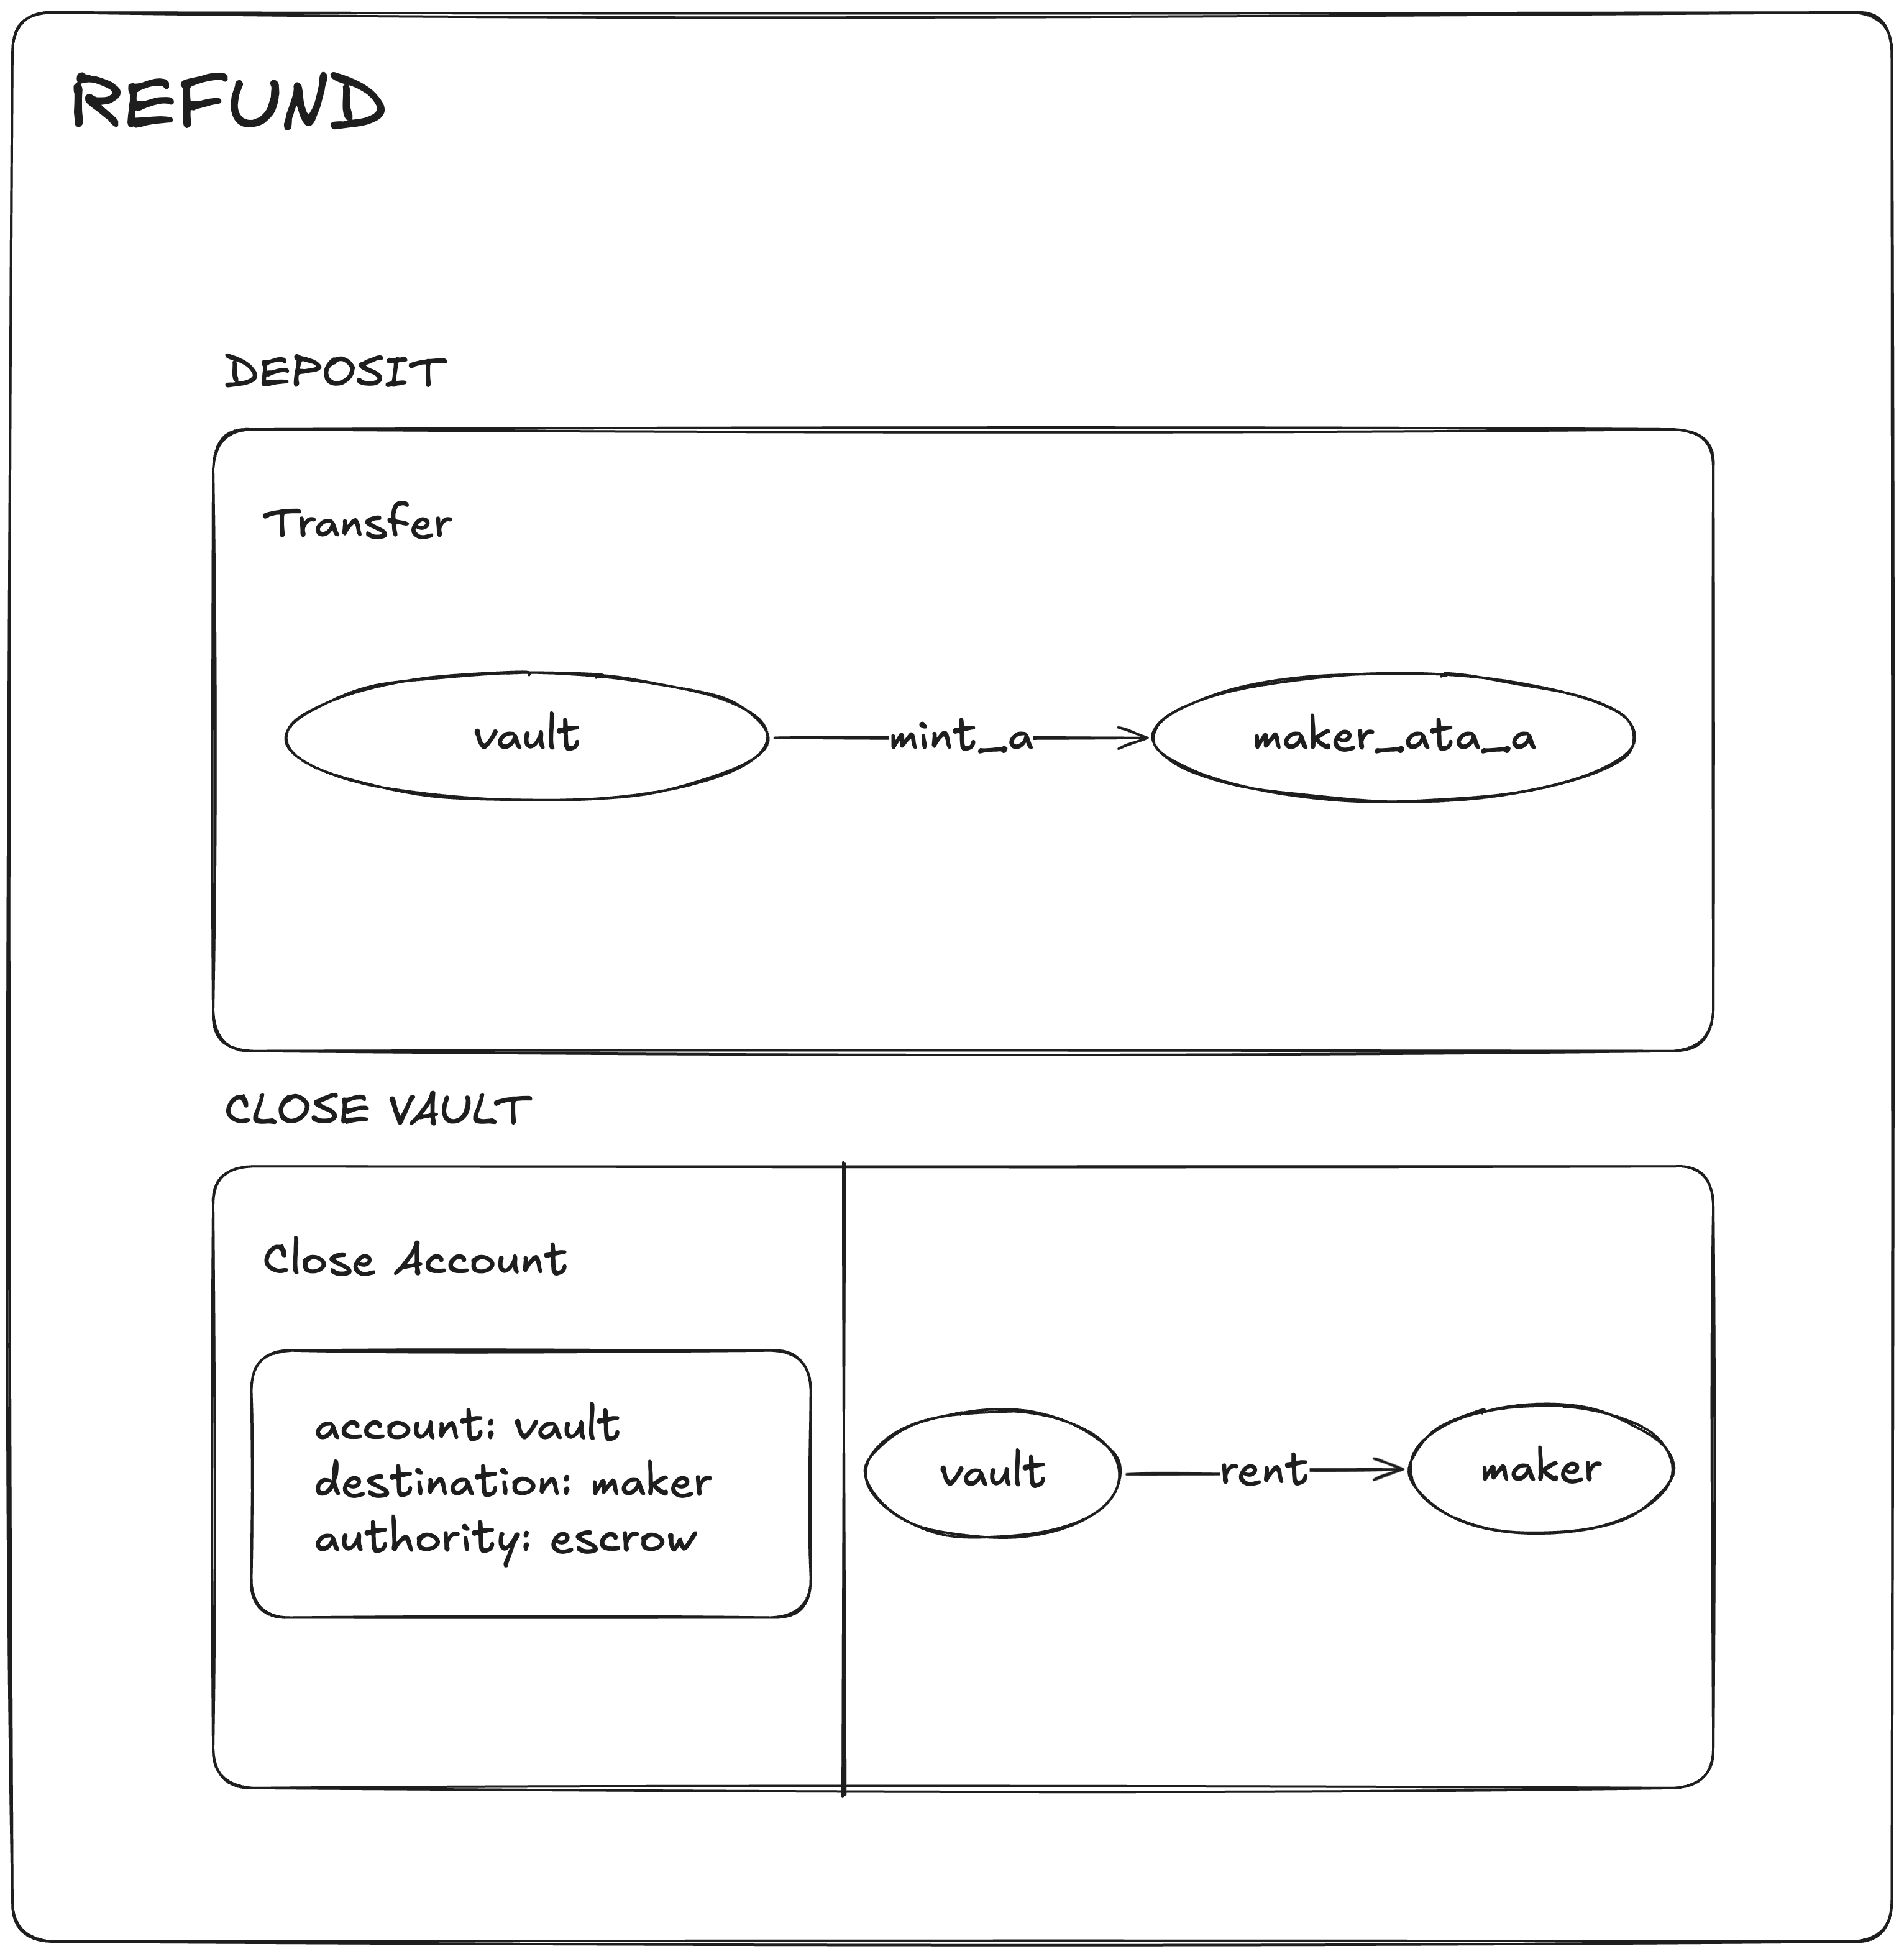 REFUND
DEPOSIT
Transfer
vault
mint_a
maker_ata_a
CLOSE VAULT
Close Account
account: vault
destination: maker
authority: escrow
vault
rent
maker